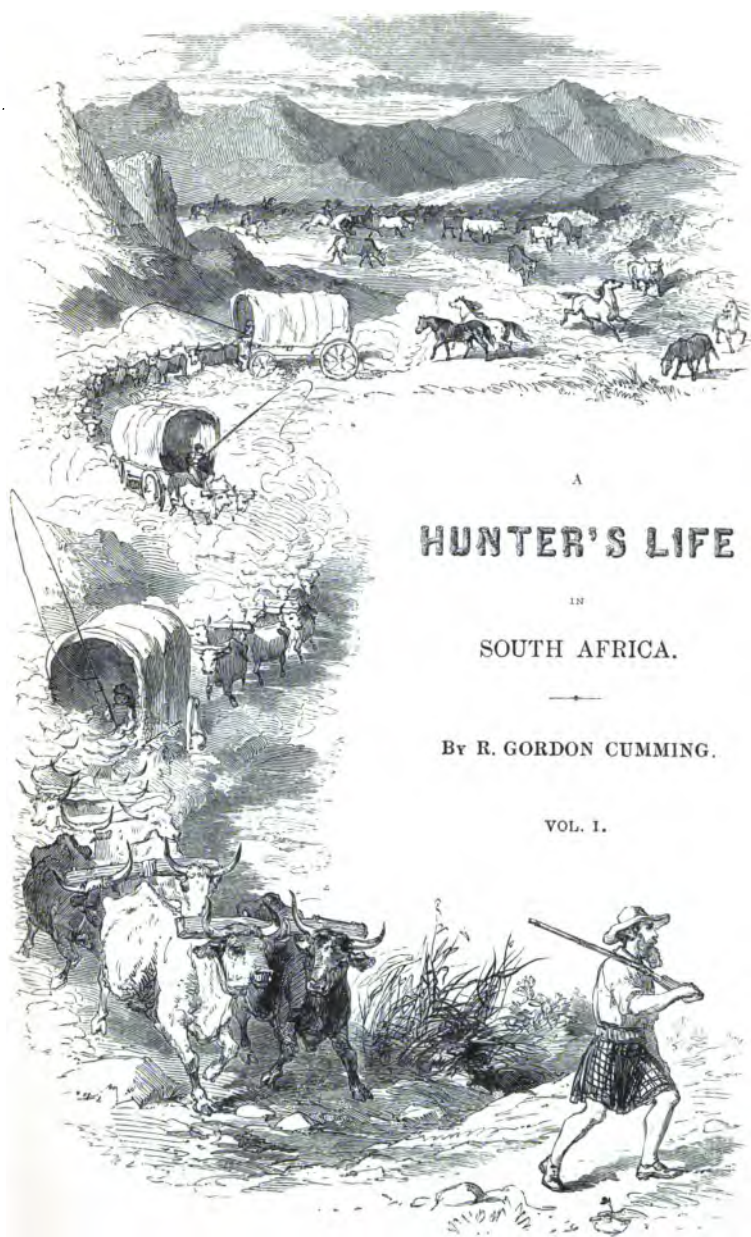 A
HUNTER'S LIFE
IN
SOUTH AFRICA.
By R. GORDON CUMMING.
VOL. I.